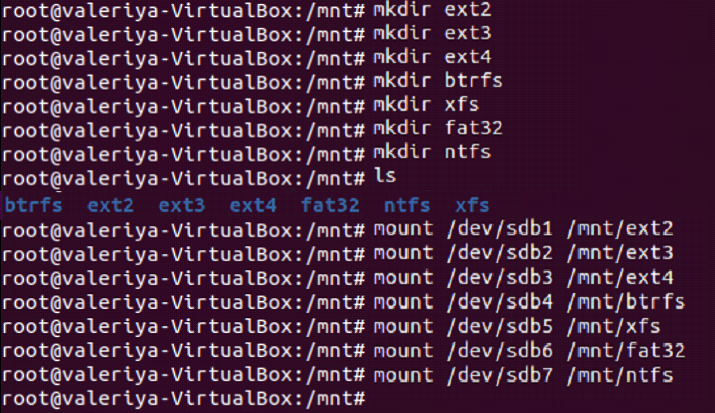 root@valeriya-VirtualBox:/mnt# mkdir ext2
root@valeriya-VirtualBox:/mnt# mkdir ext3
root@valeriya-VirtualBox:/mnt# mkdir ext4
root@valeriya-VirtualBox:/mnt# mkdir btrfs
root@valeriya-VirtualBox:/mnt# mkdir xfs
root@valeriya-VirtualBox:/mnt# mkdir fat32
root@valeriya-VirtualBox:/mnt# mkdir ntfs
root@valeriya-VirtualBox:/mnt# ls
btrfs  ext2  ext3  ext4  fat32  ntfs  xfs
root@valeriya-VirtualBox:/mnt# mount /dev/sdb1 /mnt/ext2
root@valeriya-VirtualBox:/mnt# mount /dev/sdb2 /mnt/ext3
root@valeriya-VirtualBox:/mnt# mount /dev/sdb3 /mnt/ext4
root@valeriya-VirtualBox:/mnt# mount /dev/sdb4 /mnt/btrfs
root@valeriya-VirtualBox:/mnt# mount /dev/sdb5 /mnt/xfs
root@valeriya-VirtualBox:/mnt# mount /dev/sdb6 /mnt/fat32
root@valeriya-VirtualBox:/mnt# mount /dev/sdb7 /mnt/ntfs
root@valeriya-VirtualBox:/mnt#